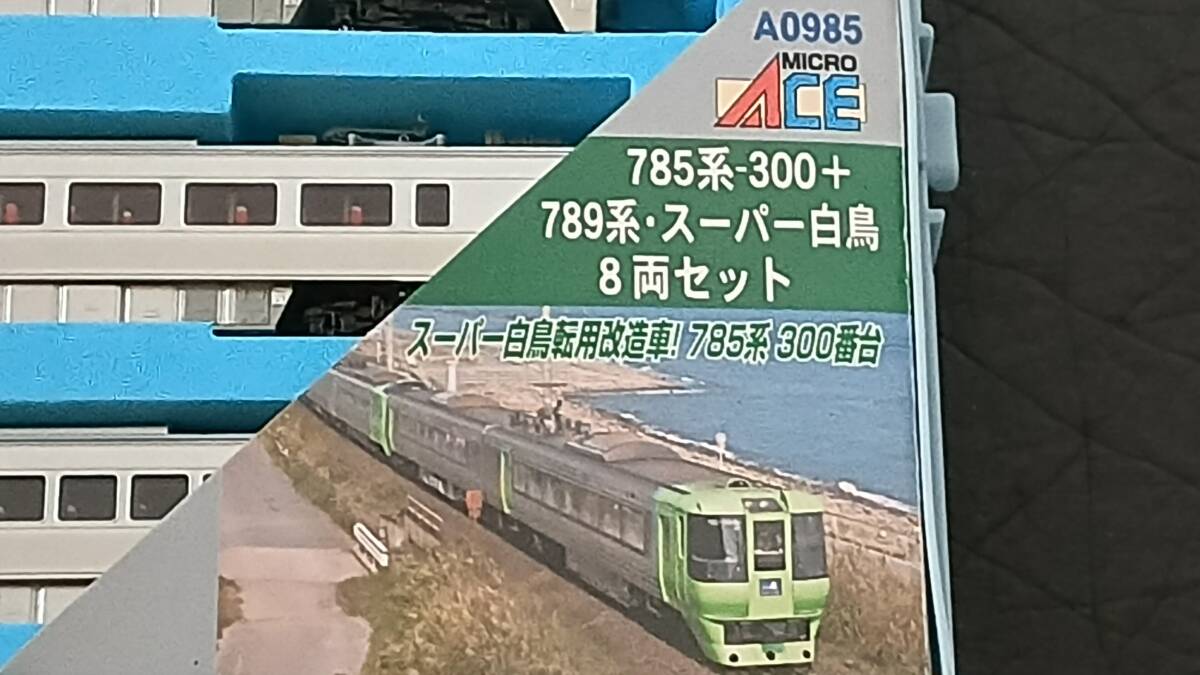 A0985
MICRO
ACE
785系-300+
789系・スーパー白鳥
8両セット
スーパー白鳥転用改造車! 785系 300番台